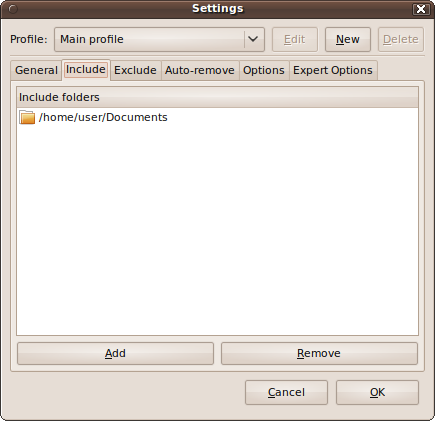 Settings
Profile: Main profile Edit New Delete
General Include Exclude Auto-remove Options Expert Options
Include folders
/home/user/Documents
Add Remove
Cancel OK